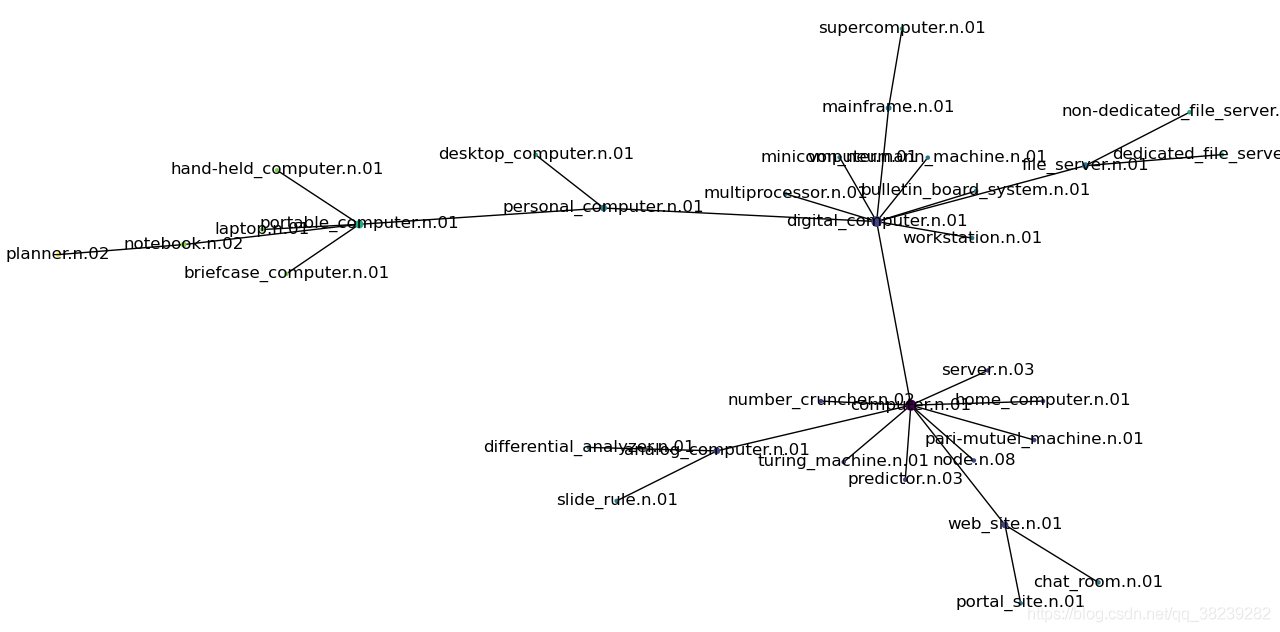 supercomputer.n.01
mainframe.n.01
non-dedicated_file_server.
desktop_computer.n.01
dedicated_file_serve
minicomputer.n.01
von_neumann_machine.n.01
file_server.n.01
hand-held_computer.n.01
multiprocessor.n.01
bulletin_board_system.n.01
personal_computer.n.01
digital_computer.n.01
portable_computer.n.01
laptop.n.01
workstation.n.01
notebook.n.02
planner.n.02
briefcase_computer.n.01
server.n.03
number_cruncher.n.02
computer.n.01
home_computer.n.01
pari-mutuel_machine.n.01
differential_analyzer.n.01
analog_computer.n.01
turing_machine.n.01
node.n.08
predictor.n.03
slide_rule.n.01
web_site.n.01
chat_room.n.01
portal_site.n.01
https://blog.csdn.net/qq_38239282